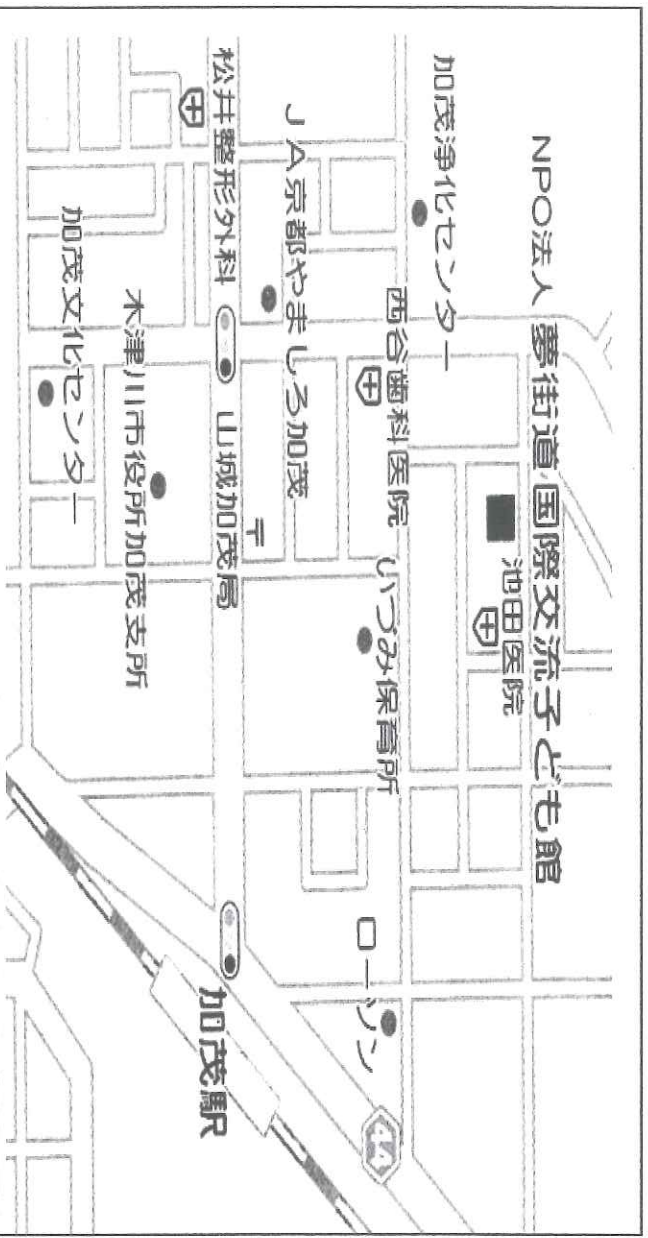 NPO法人 夢街道国際交流子ども館
池田医院
加茂浄化センター
西谷歯科医院
いづみ保育所
ローソン
44
JA京都やましろ加茂
〒
松井整形外科
山城加茂局
加茂駅
木津川市役所加茂支所
加茂文化センター